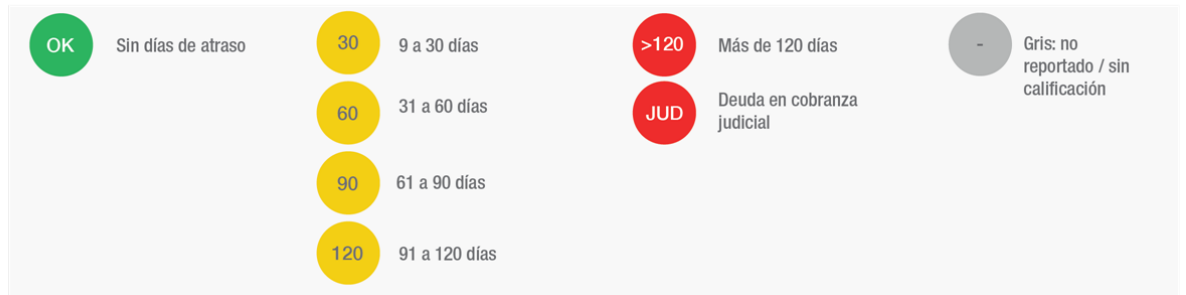 OK
Sin días de atraso
30
9 a 30 días
60
31 a 60 días
90
61 a 90 días
120
91 a 120 días
>120
Más de 120 días
JUD
Deuda en cobranza
judicial
-
Gris: no
reportado / sin
calificación